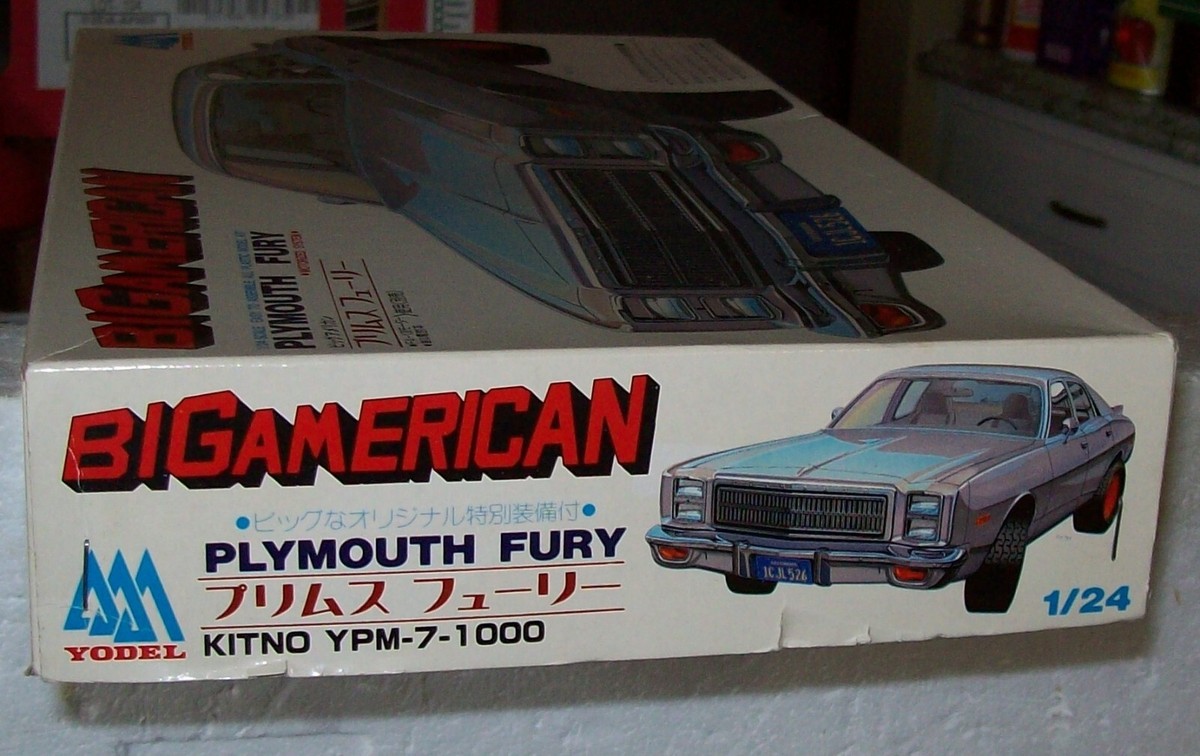 BIGAMERICAN
PLYMOUTH FURY
プリムス フューリー
BIGAMERICAN
●ビッグなオリジナル特別装備付●
PLYMOUTH FURY
プリムス フューリー
KITNO YPM-7-1000
YODEL
1CJL526
1/24